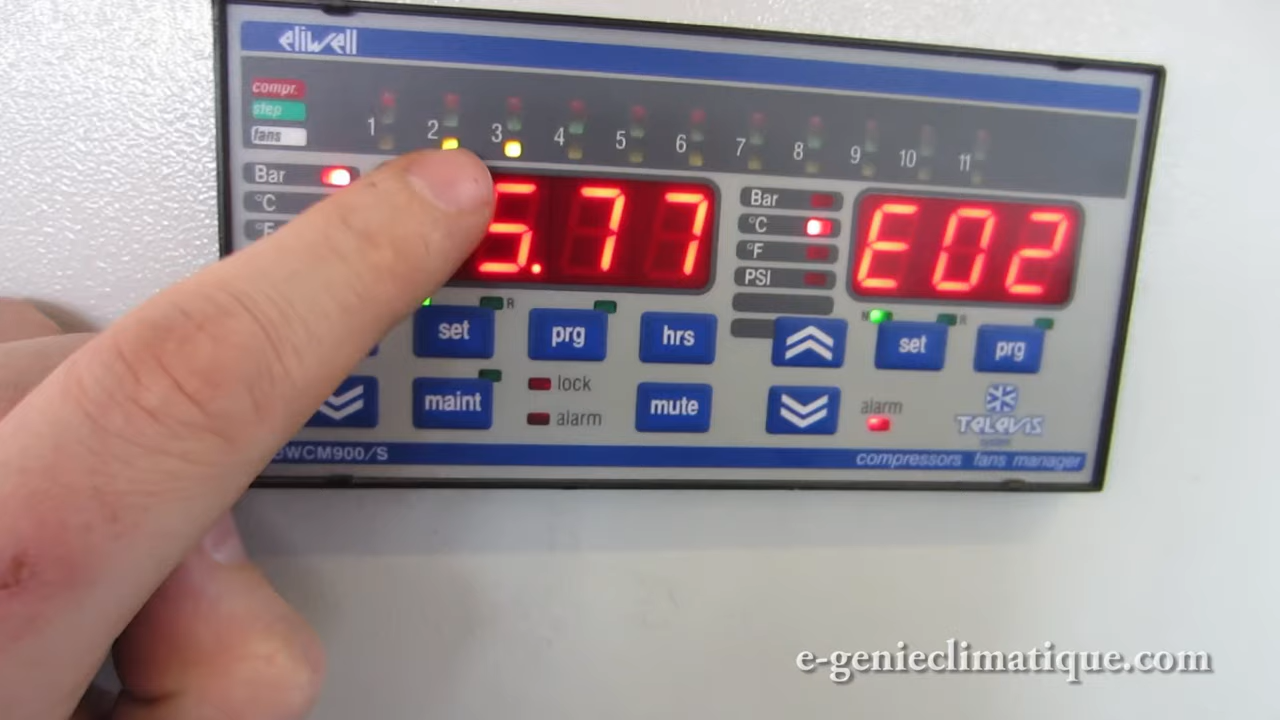 eliwell
compr.
step
fans
1 2 3 4 5 6 7 8 9 10 11
Bar
°C
°F
5.77
Bar
°C
°F
PSI
E02
R
set
prg
hrs
N
R
set
prg
maint
lock
alarm
mute
alarm
TELEVIS
system
WCM900/S
compressors fans manager
e-genieclimatique.com